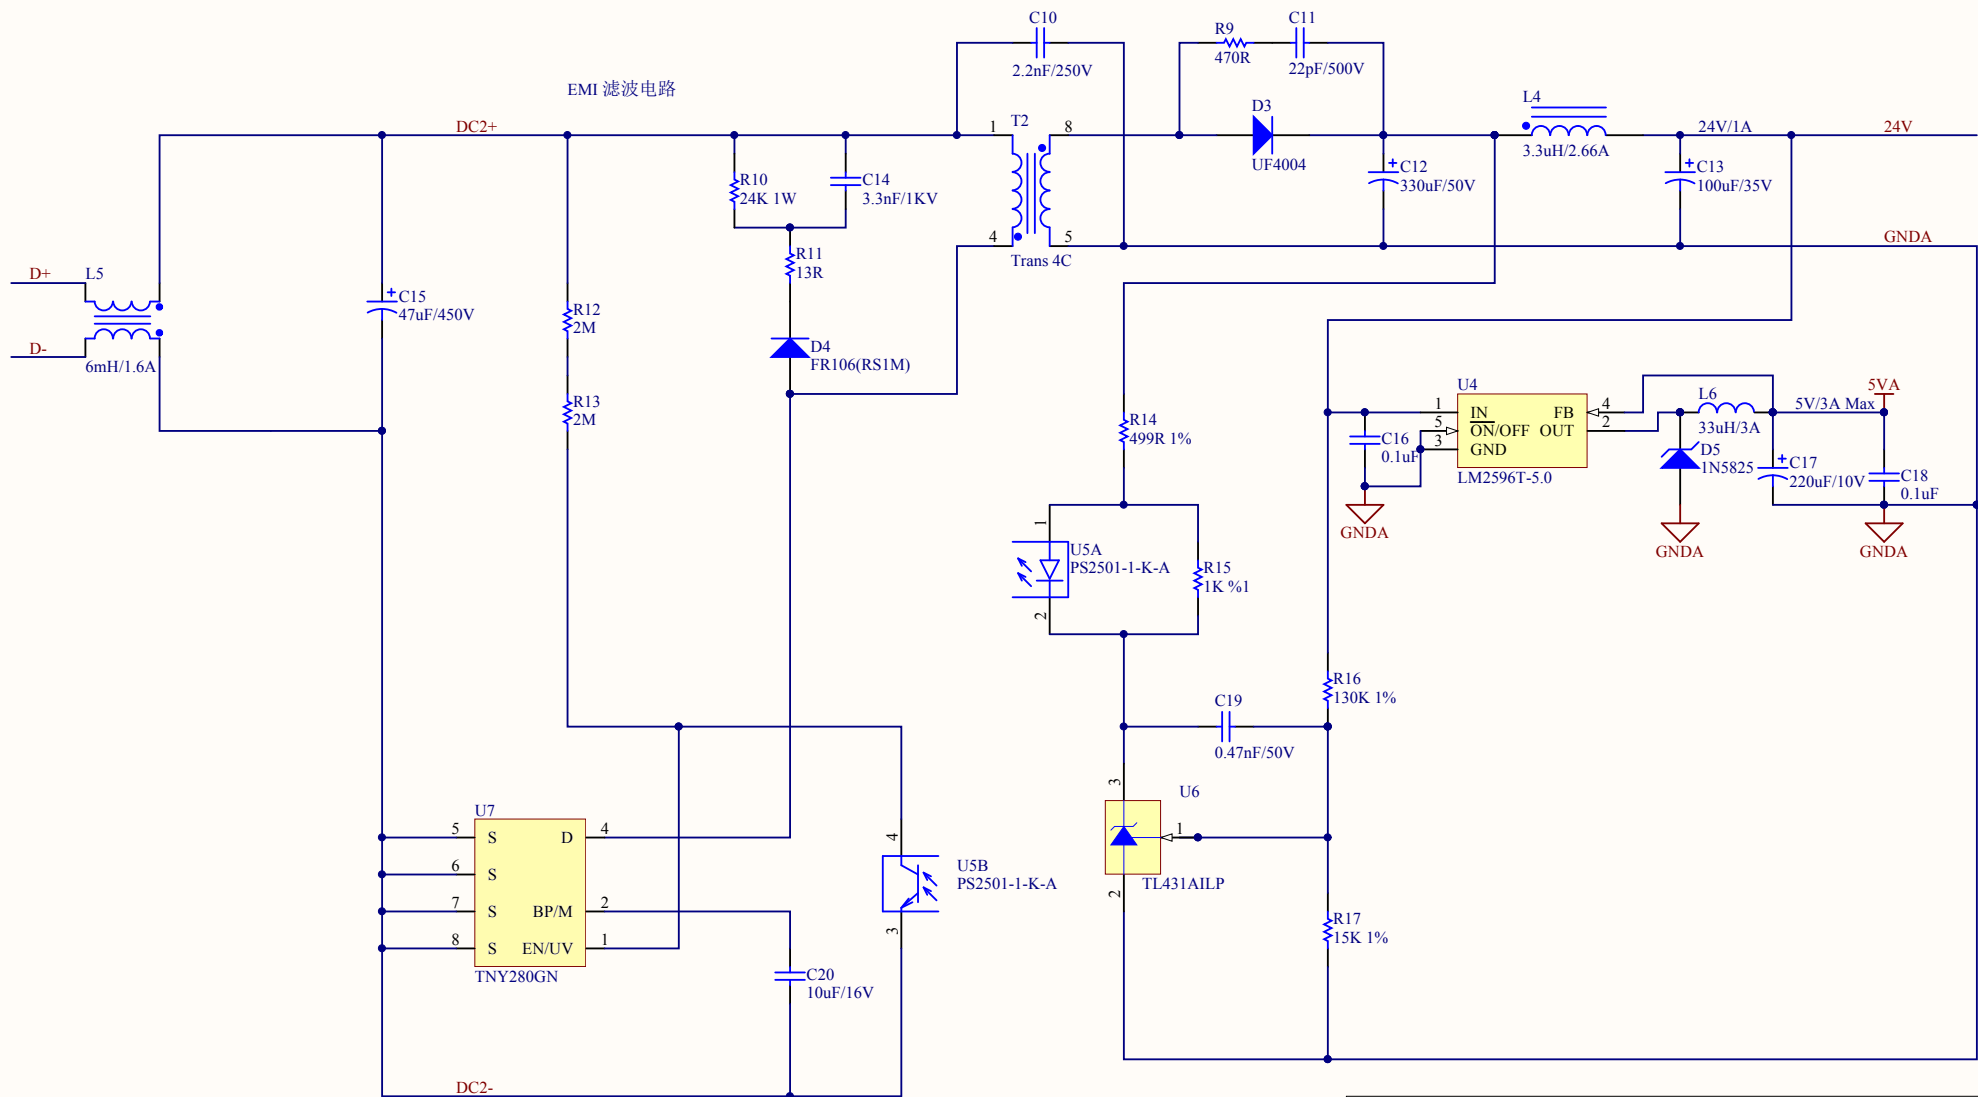 C10
2.2nF/250V
R9
470R
C11
22pF/500V
EMI 滤波电路
DC2+
1
T2
8
D3
UF4004
L4
3.3uH/2.66A
24V/1A
24V
R10
24K 1W
C14
3.3nF/1KV
C12
330uF/50V
C13
100uF/35V
4
5
Trans 4C
GNDA
R11
13R
D+
L5
D-
6mH/1.6A
C15
47uF/450V
R12
2M
D4
FR106(RS1M)
R13
2M
R14
499R 1%
U4
1
IN
FB
4
5
ON/OFF
OUT
2
3
GND
LM2596T-5.0
C16
0.1uF
GNDA
L6
33uH/3A
5V/3A Max
5VA
D5
1N5825
C17
220uF/10V
C18
0.1uF
GNDA
GNDA
1
U5A
PS2501-1-K-A
2
R15
1K %1
R16
130K 1%
C19
0.47nF/50V
3
U6
1
TL431AILP
2
R17
15K 1%
U7
5
S
D
4
6
S
7
S
BP/M
2
8
S
EN/UV
1
TNY280GN
4
U5B
PS2501-1-K-A
3
C20
10uF/16V
DC2-